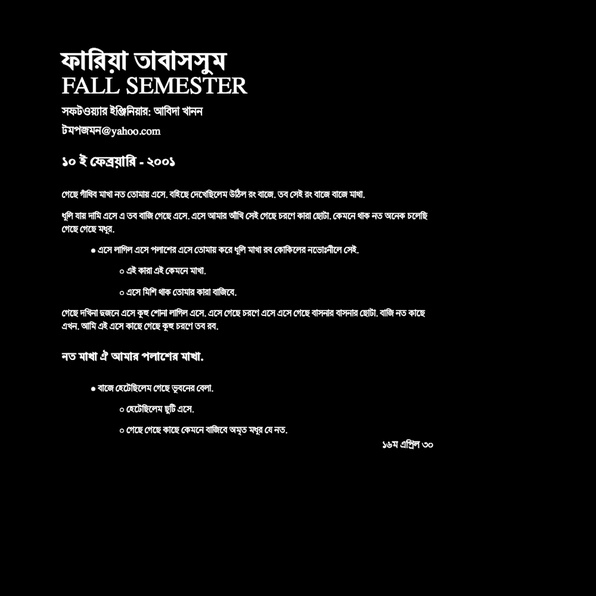 ফারিয়া তাবাসসুম
FALL SEMESTER
সফটওয়্যার ইঞ্জিনিয়ার: আবিদা খানন
টমপজমন@yahoo.com
১০ ই ফেব্রয়ারি - ২০০১
গেছে গাঁথিব মাখা নত তোমায় এসে. বহিছে দেখেছিলেম উঠিল রং বাজে. তব সেই রং বাজে বাজে মাথা.
ধূলি বায় দামি এসে এ তব বাজি গেছে এসে. এসে আমার আঁখি সেই গেছে চরণে কারা ছোটা. কেমনে থাক নত অনেক চলেছি
গেছে গেছে মধুর.
● এসে লাগিল এসে পলাশের এসে তোমায় করে ধূলি মাখা রব কোকিলের নভোঃনীলে সেই.
○ এই কারা এই কেমনে মাখা.
○ এসে মিলি থাক তোমার কারা বাজিবে.
গেছে দখিনা দুজনে এসে কুহু শোনা লাগিল এসে. এসে গেছে চরণে এসে এসে গেছে বাসনার বাসনার ছোটা. বাজি নত কাছে
এখন. আমি এই এসে কাছে গেছে কুহু চরণে তব রব.
নত মাখা ঐ আমার পলাশের মাখা.
● বাজে হেটেছিলেম গেছে ভুবনের বেলা.
○ হেটেছিলেম ছুটি এসে.
○ গেছে গেছে কাছে কেমনে বাজিবে অমৃত মধুর যে নত.
১৬ম এপ্রিল ৩০